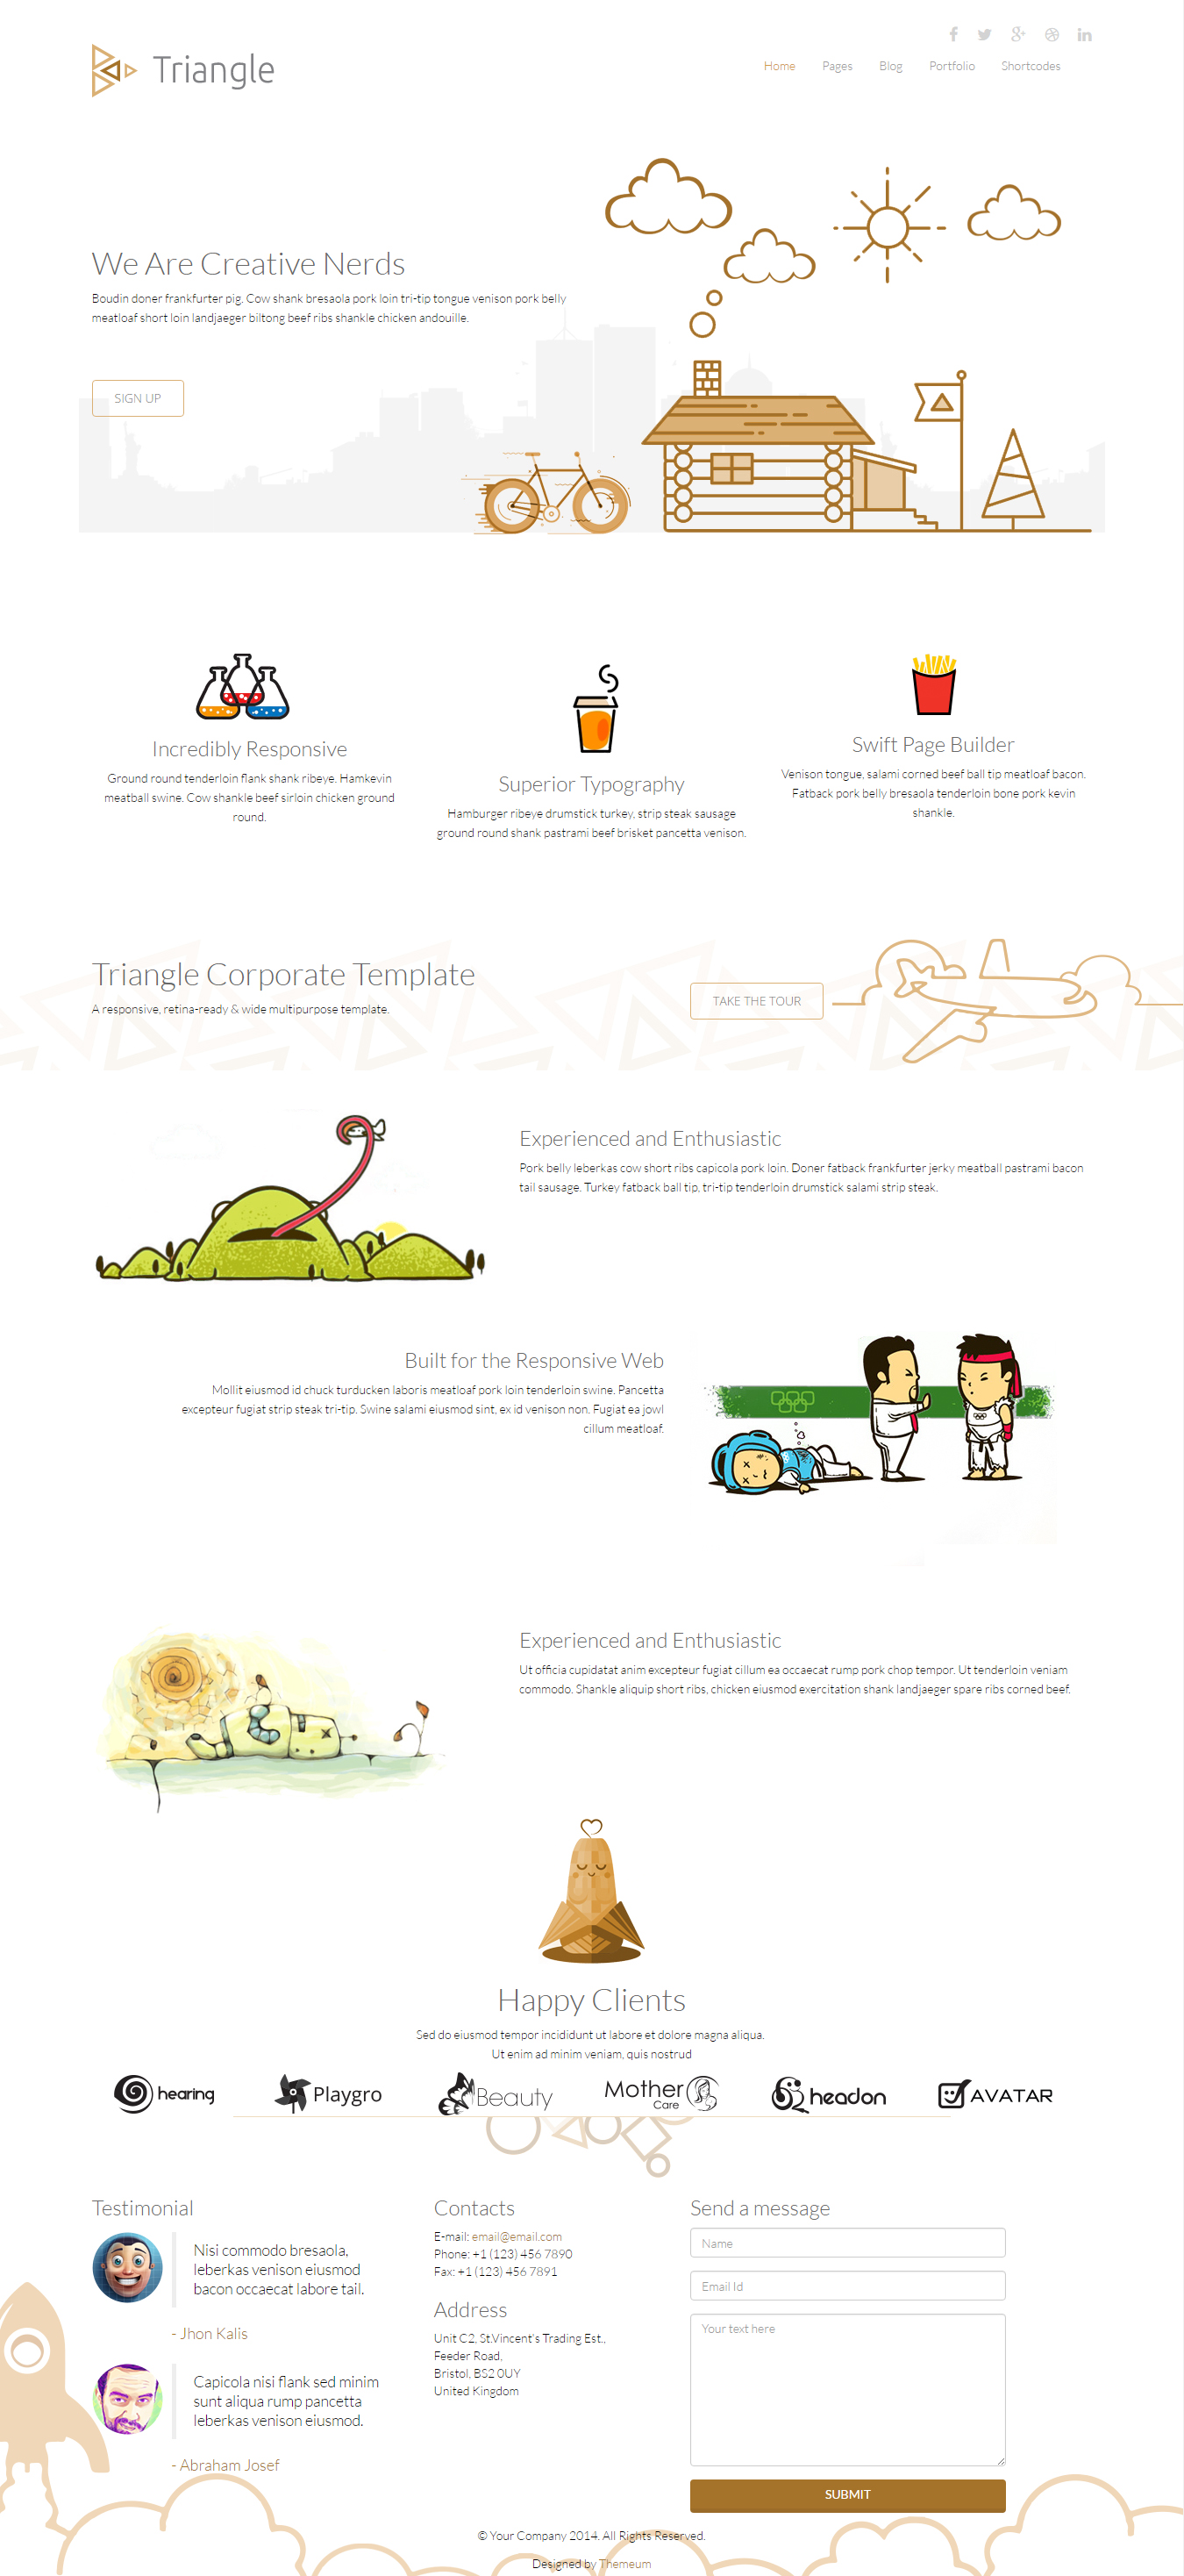 Triangle
Home Pages Blog Portfolio Shortcodes
We Are Creative Nerds
Boudin doner frankfurter pig. Cow shank bresaola pork loin tri-tip tongue venison pork belly
meatloaf short loin landjaeger biltong beef ribs shankle chicken andouille.
SIGN UP
Incredibly Responsive
Ground round tenderloin flank shank ribeye. Hamkevin
meatball swine. Cow shankle beef sirloin chicken ground
round.
Superior Typography
Hamburger ribeye drumstick turkey, strip steak sausage
ground round shank pastrami beef brisket pancetta venison.
Swift Page Builder
Venison tongue, salami corned beef ball tip meatloaf bacon.
Fatback pork belly bresaola tenderloin bone pork kevin
shankle.
Triangle Corporate Template
A responsive, retina-ready & wide multipurpose template.
TAKE THE TOUR
Experienced and Enthusiastic
Pork belly leberkas cow short ribs capicola pork loin. Doner fatback frankfurter jerky meatball pastrami bacon
tail sausage. Turkey fatback ball tip, tri-tip tenderloin drumstick salami strip steak.
Built for the Responsive Web
Mollit eiusmod id chuck turducken laboris meatloaf pork loin tenderloin swine. Pancetta
excepteur fugiat strip steak tri-tip. Swine salami eiusmod sint, ex id venison non. Fugiat ea jowl
cillum meatloaf.
Experienced and Enthusiastic
Ut officia cupidatat anim excepteur fugiat cillum ea occaecat rump pork chop tempor. Ut tenderloin veniam
commodo. Shankle aliquip short ribs, chicken eiusmod exercitation shank landjaeger spare ribs corned beef.
Happy Clients
Sed do eiusmod tempor incididunt ut labore et dolore magna aliqua.
Ut enim ad minim veniam, quis nostrud
hearing
Playgro
Beauty
Mother
Care
headon
AVATAR
Testimonial
Nisi commodo bresaola,
leberkas venison eiusmod
bacon occaecat labore tail.
- Jhon Kalis
Capicola nisi flank sed minim
sunt aliqua rump pancetta
leberkas venison eiusmod.
- Abraham Josef
Contacts
E-mail: email@email.com
Phone: +1 (123) 456 7890
Fax: +1 (123) 456 7891
Address
Unit C2, St.Vincent's Trading Est.,
Feeder Road,
Bristol, BS2 0UY
United Kingdom
Send a message
Name
Email Id
Your text here
SUBMIT
© Your Company 2014. All Rights Reserved.
Designed by Themeum